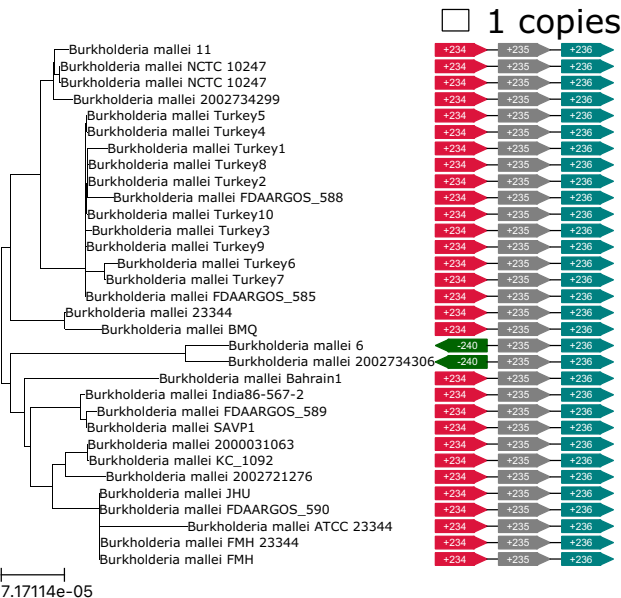 1 copies
Burkholderia mallei 11 +234 +235 +236
Burkholderia mallei NCTC 10247 +234 +235 +236
Burkholderia mallei NCTC 10247 +234 +235 +236
Burkholderia mallei 2002734299 +234 +235 +236
Burkholderia mallei Turkey5 +234 +235 +236
Burkholderia mallei Turkey4 +234 +235 +236
Burkholderia mallei Turkey1 +234 +235 +236
Burkholderia mallei Turkey8 +234 +235 +236
Burkholderia mallei Turkey2 +234 +235 +236
Burkholderia mallei FDAARGOS_588 +234 +235 +236
Burkholderia mallei Turkey10 +234 +235 +236
Burkholderia mallei Turkey3 +234 +235 +236
Burkholderia mallei Turkey9 +234 +235 +236
Burkholderia mallei Turkey6 +234 +235 +236
Burkholderia mallei Turkey7 +234 +235 +236
Burkholderia mallei FDAARGOS_585 +234 +235 +236
Burkholderia mallei 23344 +234 +235 +236
Burkholderia mallei BMQ +234 +235 +236
Burkholderia mallei 6 -240 +235 +236
Burkholderia mallei 2002734306 -240 +235 +236
Burkholderia mallei Bahrain1 +234 +235 +236
Burkholderia mallei India86-567-2 +234 +235 +236
Burkholderia mallei FDAARGOS_589 +234 +235 +236
Burkholderia mallei SAVP1 +234 +235 +236
Burkholderia mallei 2000031063 +234 +235 +236
Burkholderia mallei KC_1092 +234 +235 +236
Burkholderia mallei 2002721276 +234 +235 +236
Burkholderia mallei JHU +234 +235 +236
Burkholderia mallei FDAARGOS_590 +234 +235 +236
Burkholderia mallei ATCC 23344 +234 +235 +236
Burkholderia mallei FMH 23344 +234 +235 +236
Burkholderia mallei FMH +234 +235 +236
7.17114e-05